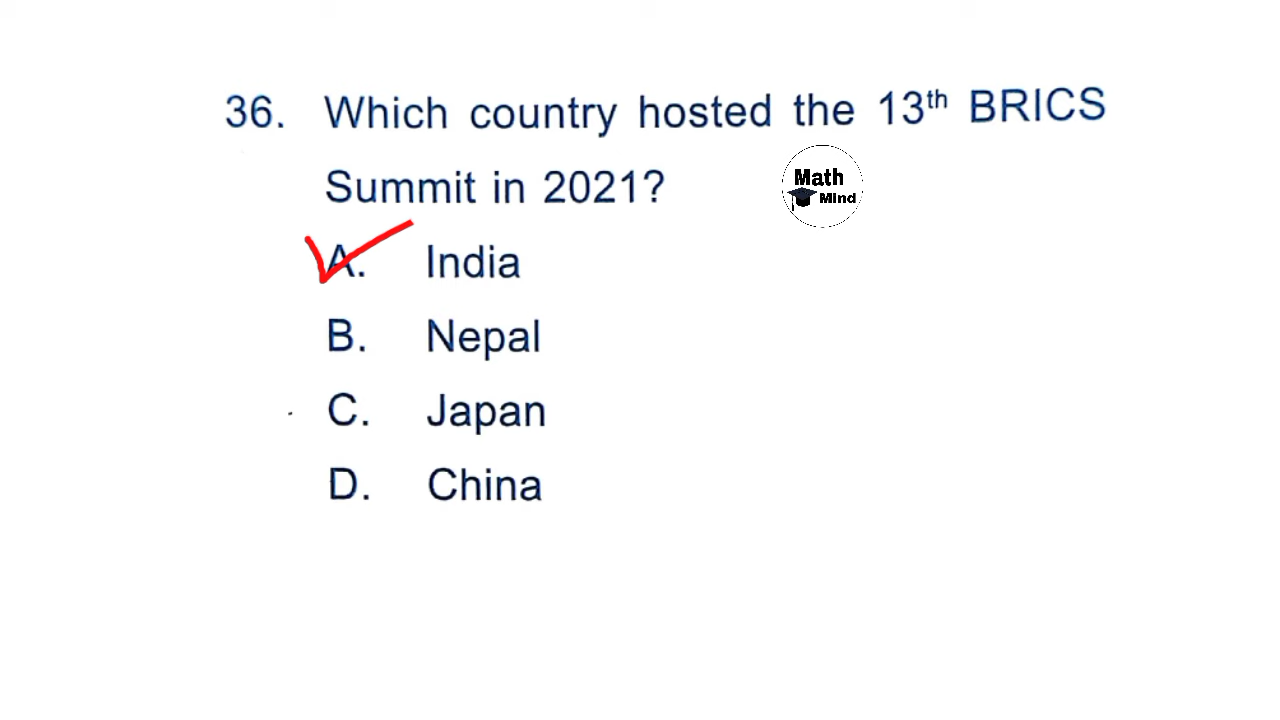 36. Which country hosted the 13th BRICS
Summit in 2021?
Math
Mind
A. India
B. Nepal
C. Japan
D. China